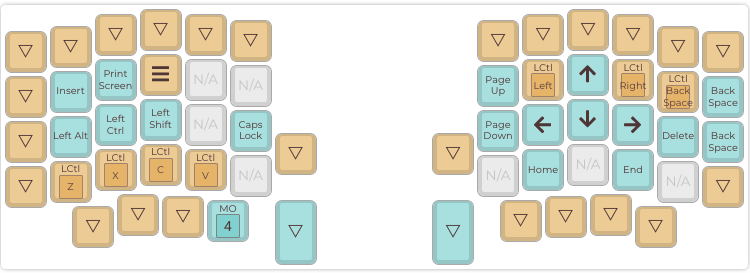 Insert
Print
Screen
N/A
N/A
Left Alt
Left
Ctrl
Left
Shift
N/A
Caps
Lock
LCtl
Z
LCtl
X
LCtl
C
LCtl
V
N/A
MO
4
Page
Up
LCtl
Left
LCtl
Right
LCtl
Back
Space
Back
Space
Page
Down
Delete
Back
Space
N/A
Home
N/A
End
N/A